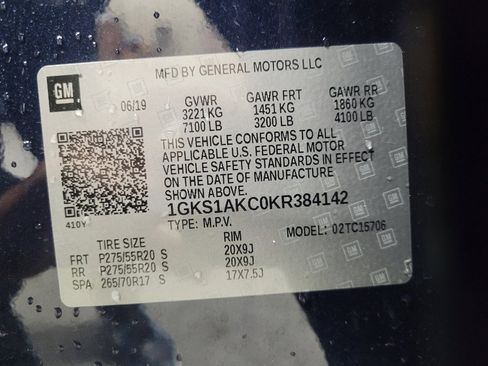 GM
MFD BY GENERAL MOTORS LLC
06/19 GVWR GAWR FRT GAWR RR
3221 KG 1451 KG 1860 KG
7100 LB 3200 LB 4100 LB
THIS VEHICLE CONFORMS TO ALL
APPLICABLE U.S. FEDERAL MOTOR
VEHICLE SAFETY STANDARDS IN EFFECT
ON THE DATE OF MANUFACTURE
SHOWN ABOVE.
1GKS1AKC0KR384142
410Y TYPE: M.P.V. MODEL: 02TC15706
TIRE SIZE RIM
FRT P275/55R20 S 20X9J
RR P275/55R20 S 20X9J
SPA 265/70R17 S 17X7.5J